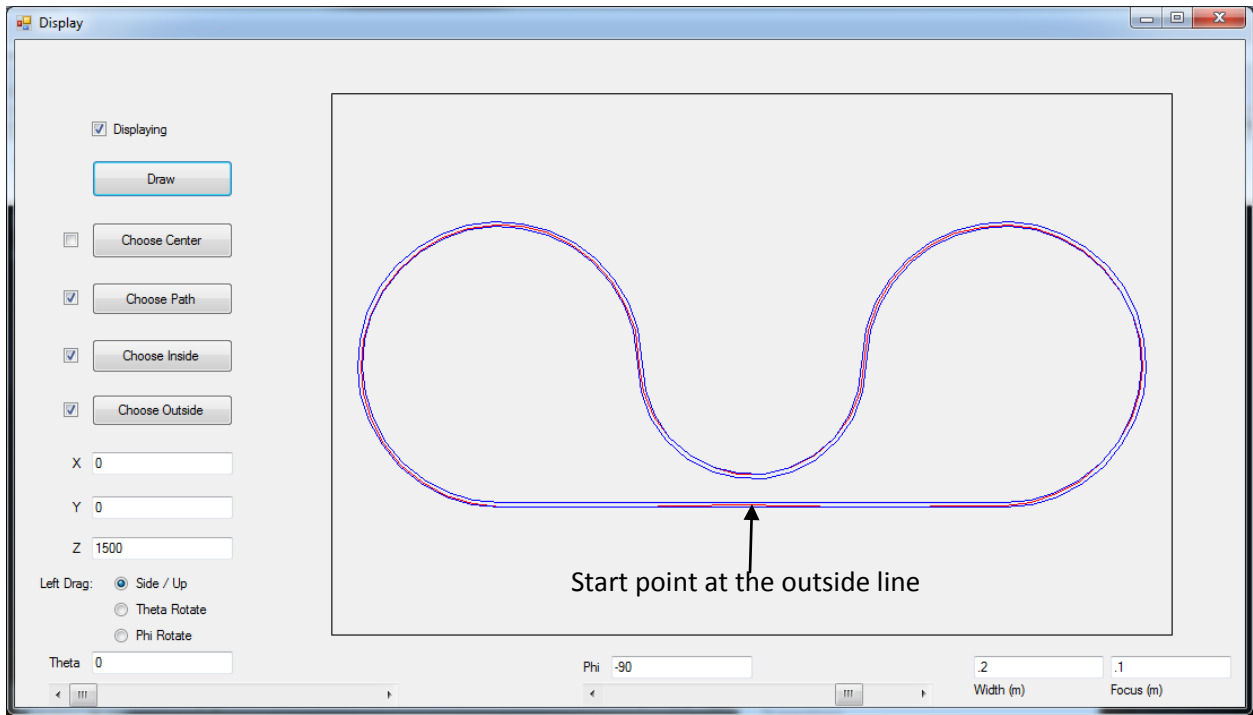 Display
Displaying
Draw
Choose Center
Choose Path
Choose Inside
Choose Outside
X 0
Y 0
Z 1500
Left Drag: Side / Up
Theta Rotate
Phi Rotate
Start point at the outside line
Theta 0
Phi -90
.2 .1
Width (m) Focus (m)